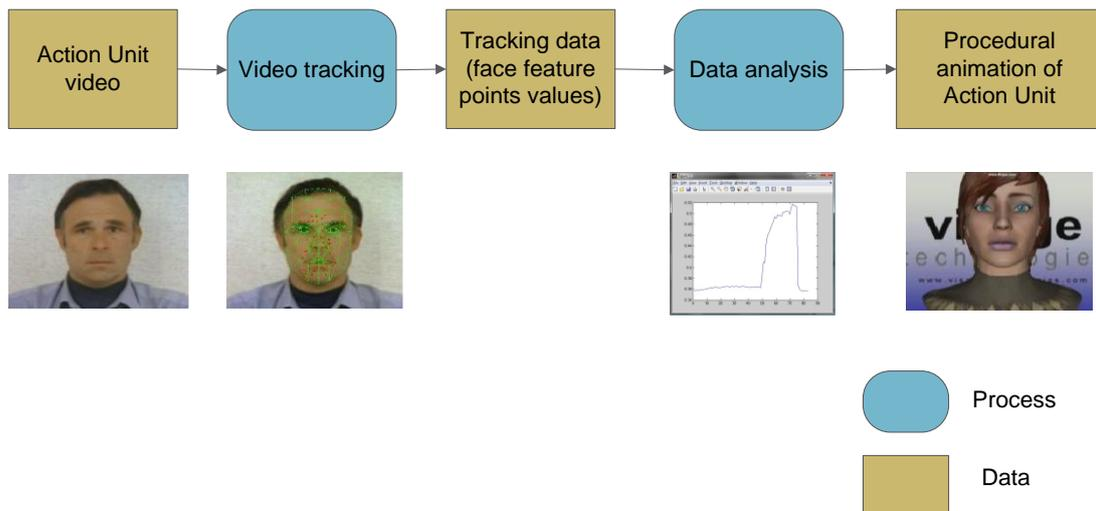 Action Unit
video
Video tracking
Tracking data
(face feature
points values)
Data analysis
Procedural
animation of
Action Unit
Process
Data